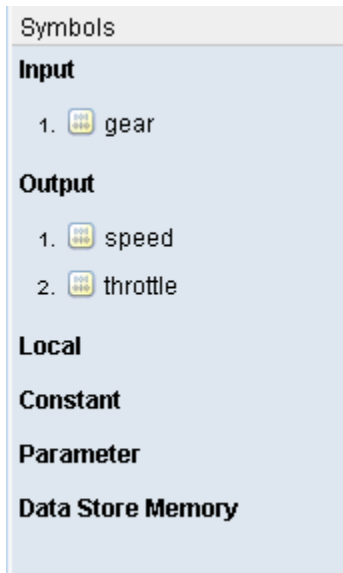 Symbols
Input
1. gear
Output
1. speed
2. throttle
Local
Constant
Parameter
Data Store Memory